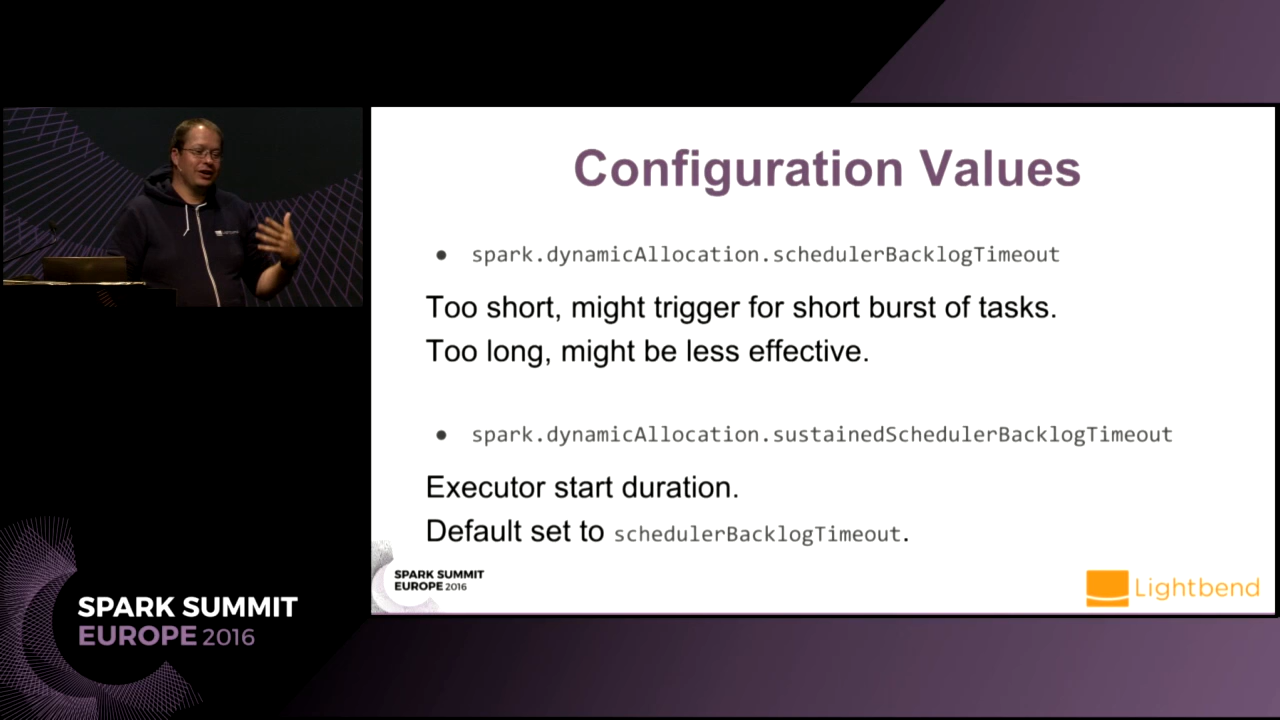 Configuration Values
● spark.dynamicAllocation.schedulerBacklogTimeout
Too short, might trigger for short burst of tasks.
Too long, might be less effective.
● spark.dynamicAllocation.sustainedSchedulerBacklogTimeout
Executor start duration.
Default set to schedulerBacklogTimeout.
SPARK SUMMIT
EUROPE 2016
Lightbend
SPARK SUMMIT
EUROPE 2016